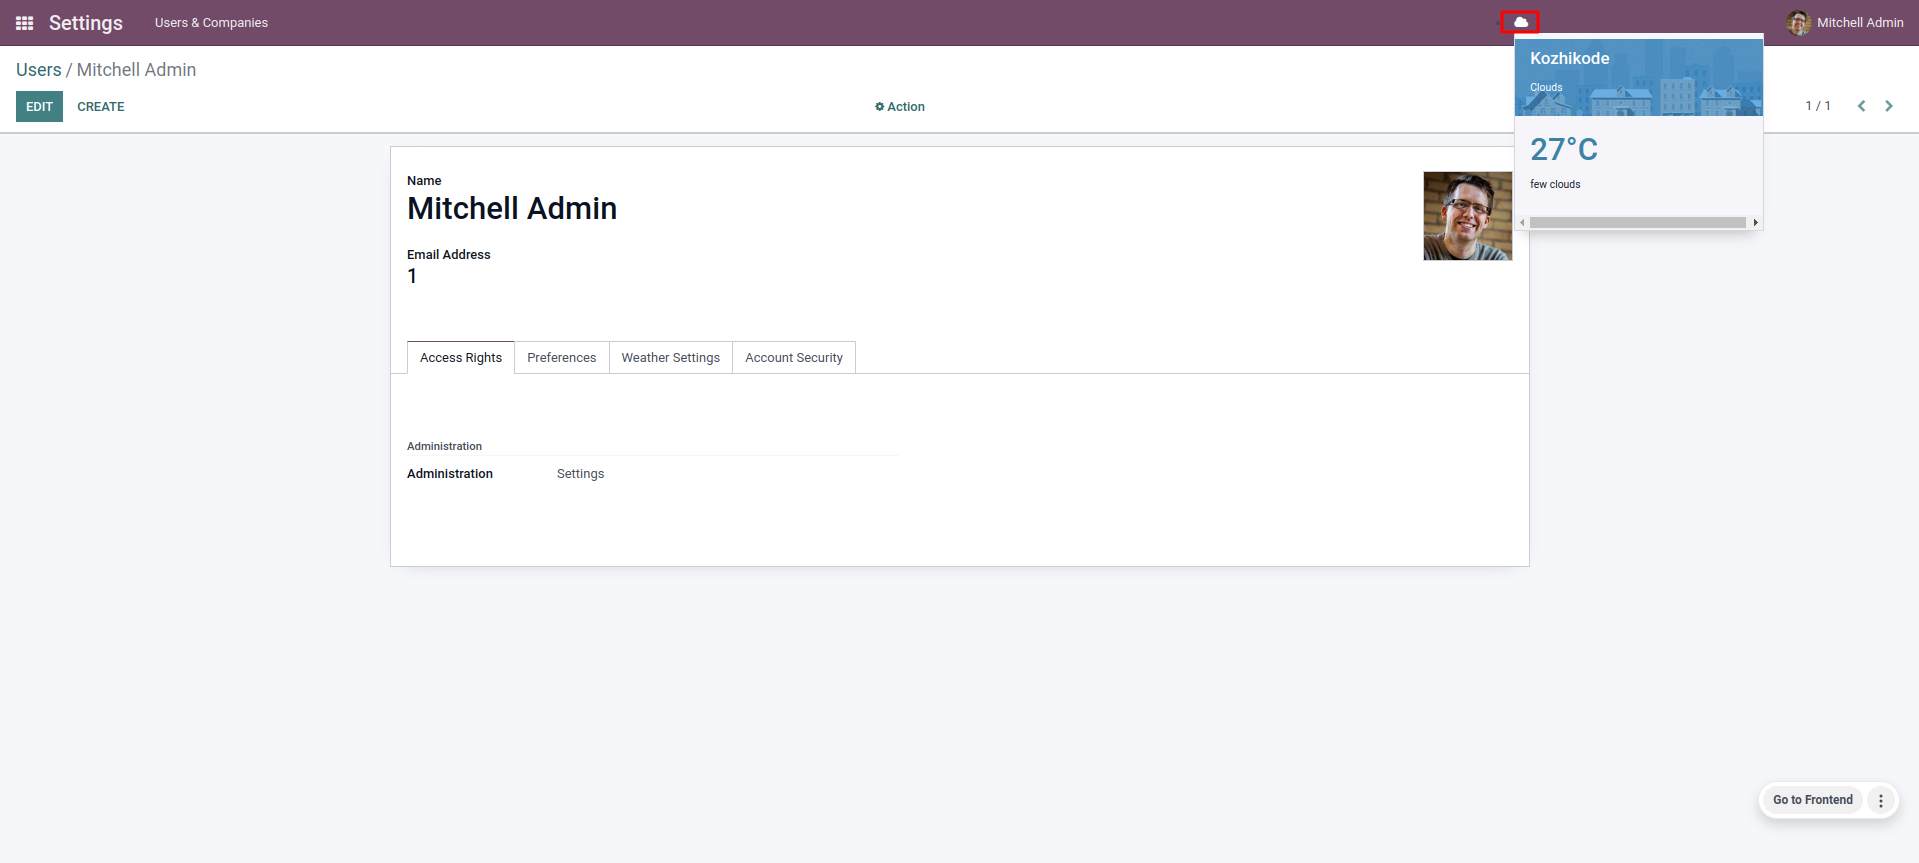 Settings Users & Companies Mitchell Admin
Users / Mitchell Admin
EDIT CREATE Action 1 / 1
Kozhikode
Clouds
27°C
few clouds
Name
Mitchell Admin
Email Address
1
Access Rights Preferences Weather Settings Account Security
Administration
Administration Settings
Go to Frontend